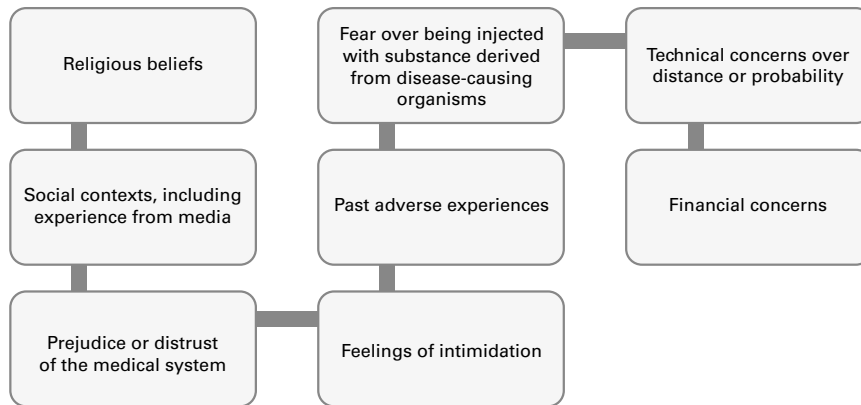 Religious beliefs
Social contexts, including
experience from media
Prejudice or distrust
of the medical system
Feelings of intimidation
Past adverse experiences
Fear over being injected
with substance derived
from disease-causing
organisms
Technical concerns over
distance or probability
Financial concerns